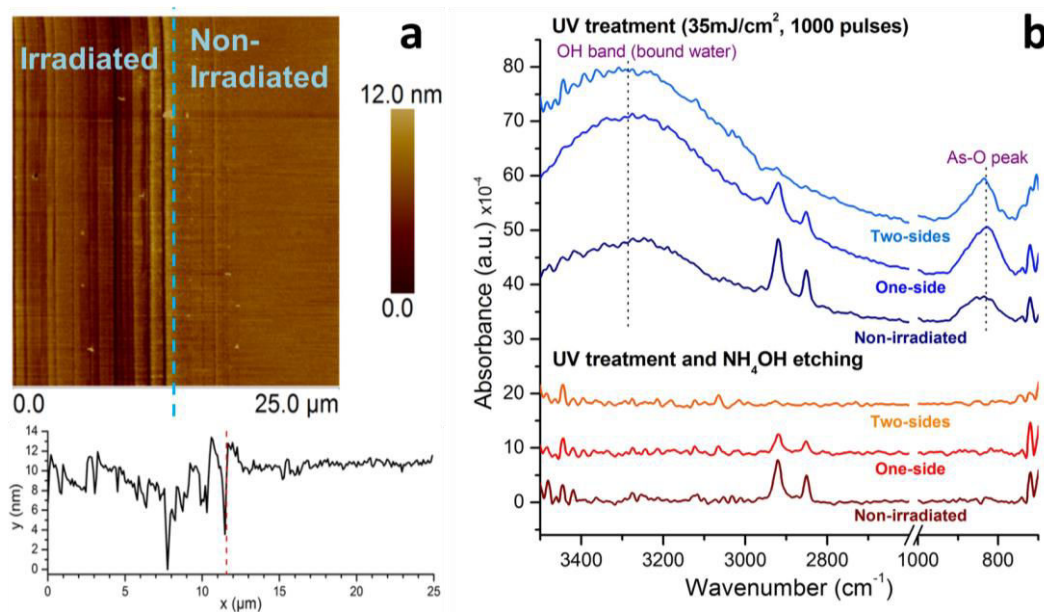 a
Irradiated
Non-
Irradiated
12.0 nm
0.0
0.0
25.0 μm
14
12
10
8
6
4
2
0
y (nm)
0 5 10 15 20 25
x (μm)
b
UV treatment (35mJ/cm², 1000 pulses)
OH band (bound water)
As-O peak
Two-sides
One-side
Non-irradiated
UV treatment and NH₄OH etching
Two-sides
One-side
Non-irradiated
80
70
60
50
40
30
20
10
0
Absorbance (a.u.) x10⁻⁴
3400 3200 3000 2800 1000 800
Wavenumber (cm⁻¹)